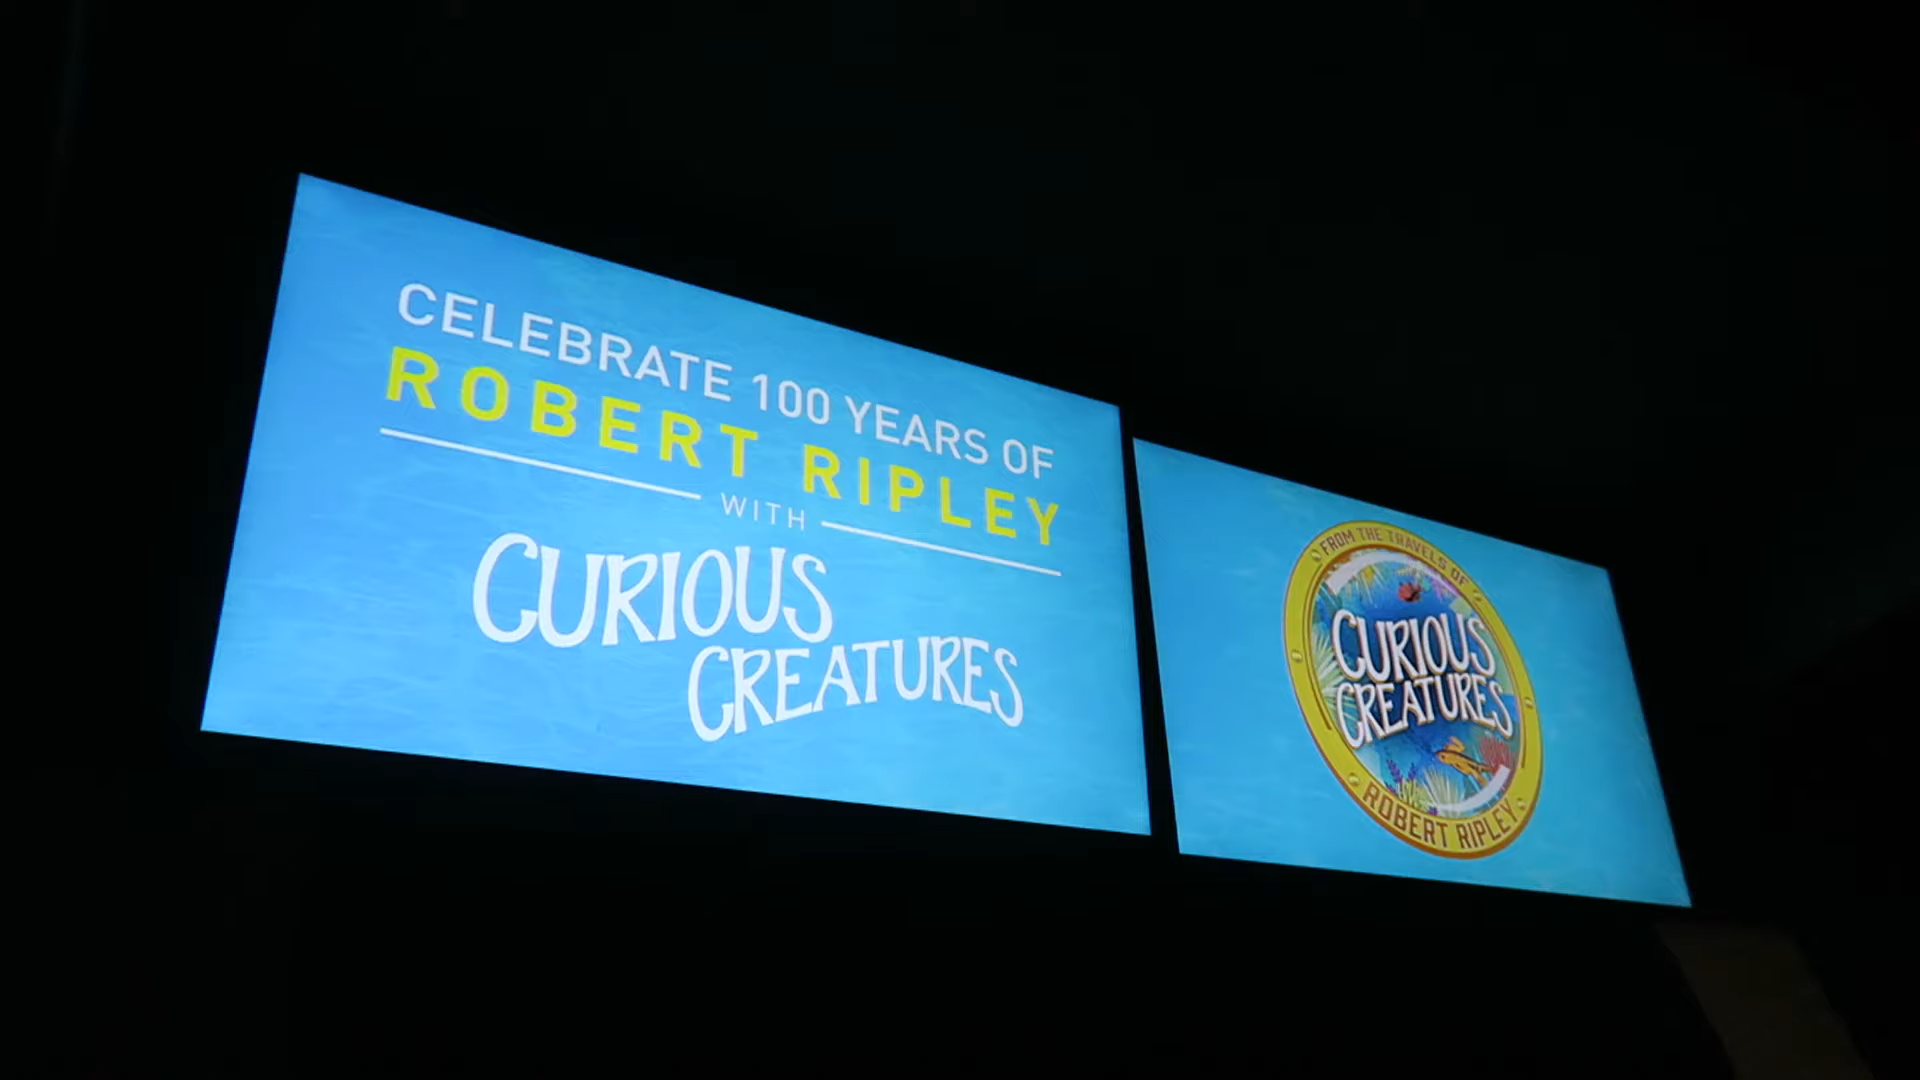 CELEBRATE 100 YEARS OF
ROBERT RIPLEY
WITH
CURIOUS
CREATURES
FROM THE TRAVELS OF
CURIOUS
CREATURES
ROBERT RIPLEY